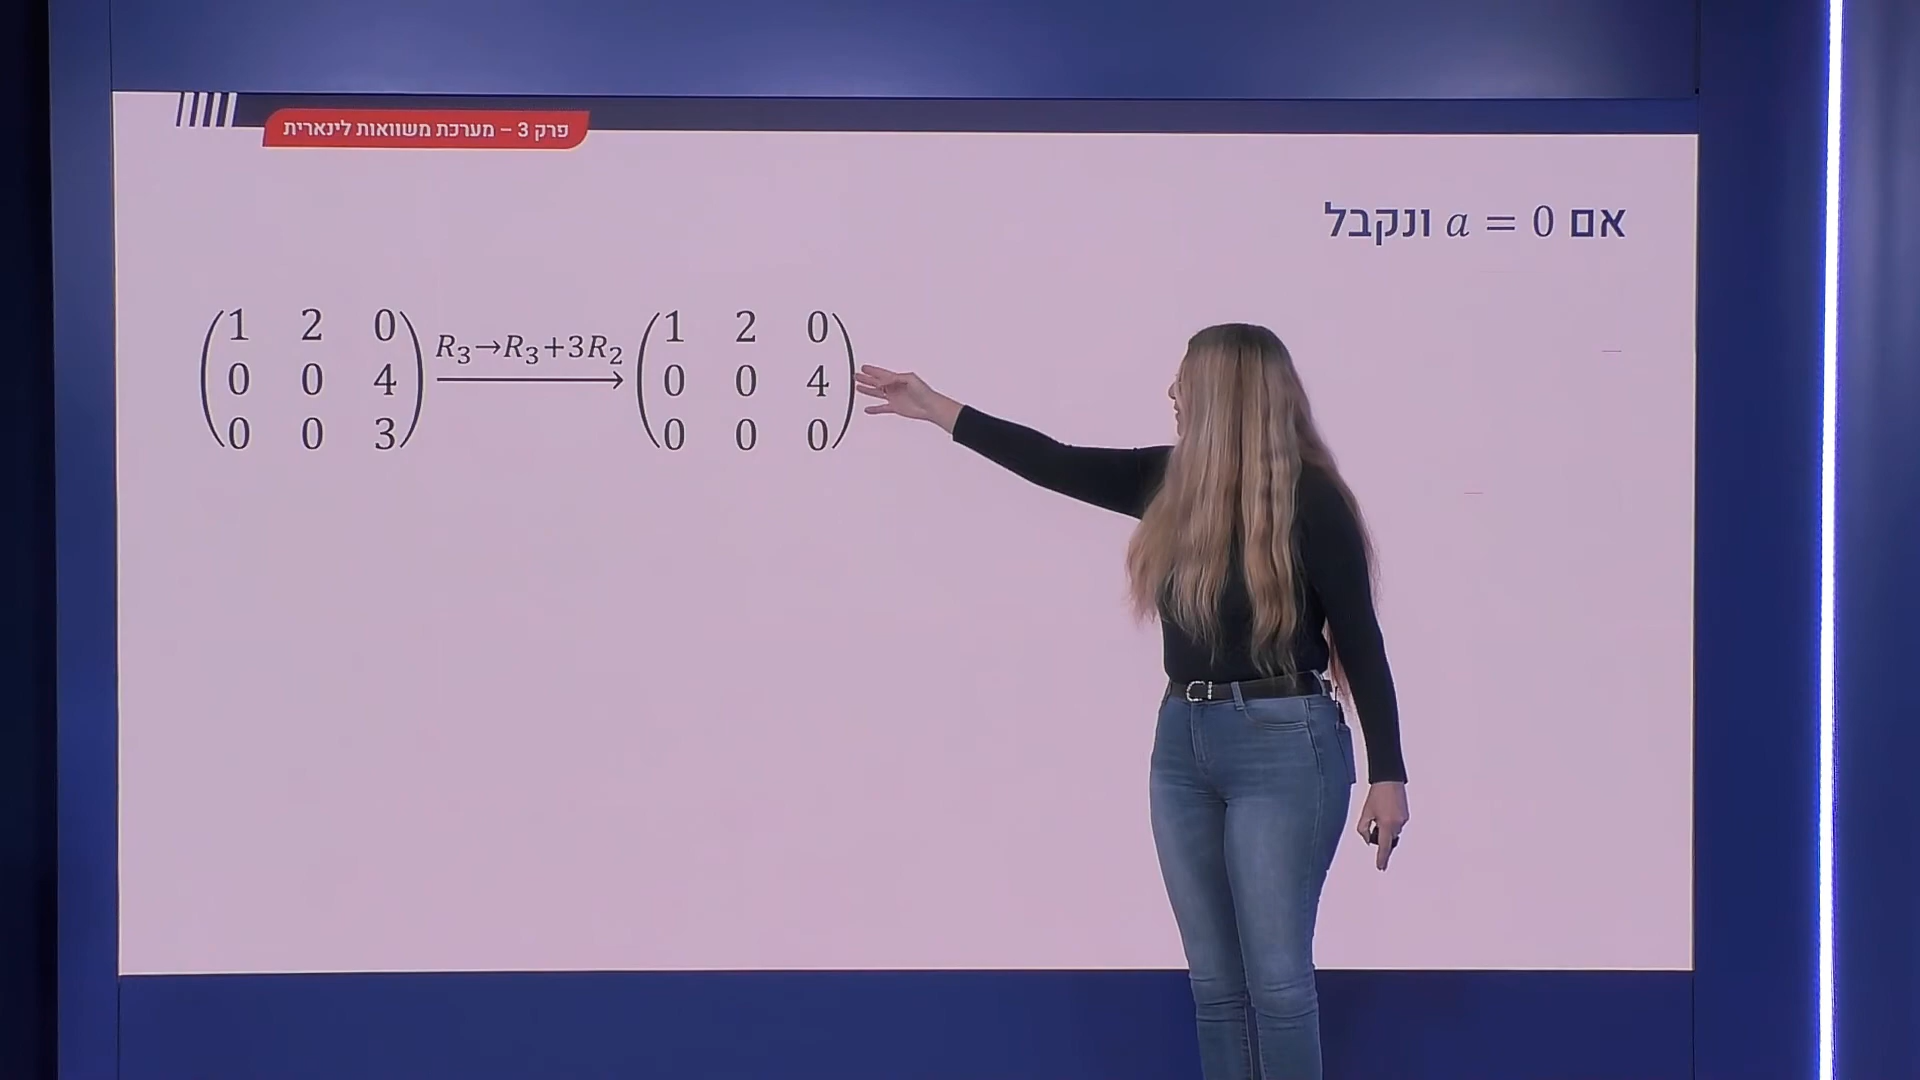 פרק 3 – מערכת משוואות לינארית
אם a = 0 ונקבל
1 2 0 R₃→R₃+3R₂ 1 2 0
0 0 4 0 0 4
0 0 3 0 0 0